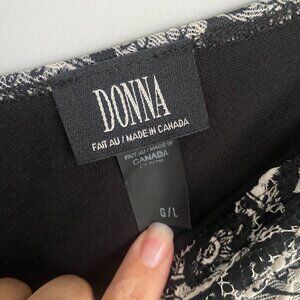 DONNA
FAIT AU / MADE IN CANADA
FAIT AU / MADE IN
CANADA
G/L